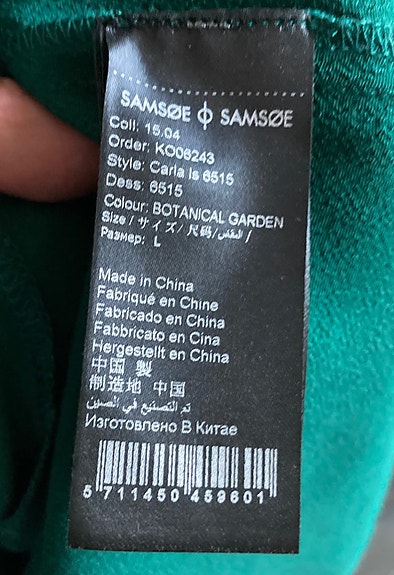 SAMSØE ɸ SAMSØE
Coll: 15.04
Order: KO06243
Style: Carla ls 6515
Dess: 6515
Colour: BOTANICAL GARDEN
Size / サイズ / 尺码 / المقاس /
Размер: L
Made in China
Fabriqué en Chine
Fabricado en China
Fabbricato en Cina
Hergestellt en China
中国 製
制造地 中国
تم التصنيع في الصين
Изготовлено В Китае
5 711450 459601